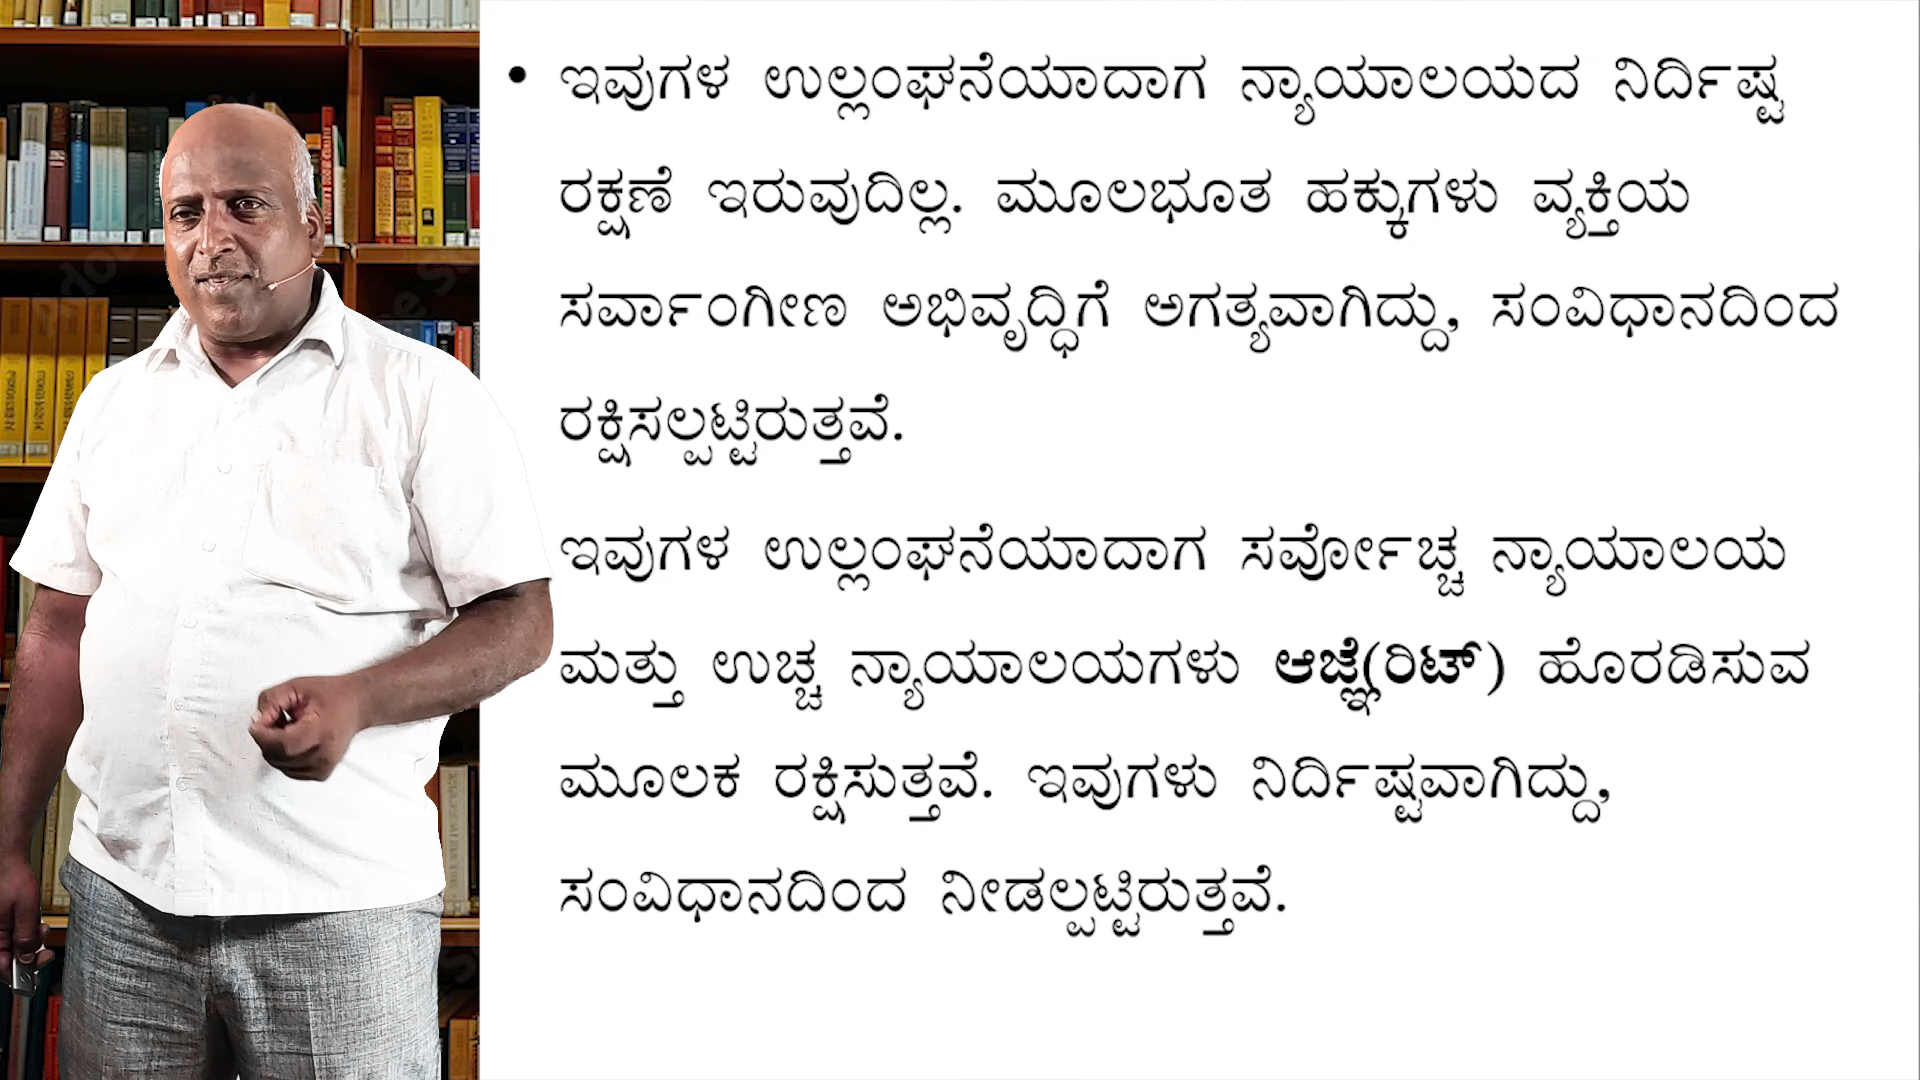 • ಇವುಗಳ ಉಲ್ಲಂಘನೆಯಾದಾಗ ನ್ಯಾಯಾಲಯದ ನಿರ್ದಿಷ್ಟ
ರಕ್ಷಣೆ ಇರುವುದಿಲ್ಲ. ಮೂಲಭೂತ ಹಕ್ಕುಗಳು ವ್ಯಕ್ತಿಯ
ಸರ್ವಾಂಗೀಣ ಅಭಿವೃದ್ಧಿಗೆ ಅಗತ್ಯವಾಗಿದ್ದು, ಸಂವಿಧಾನದಿಂದ
ರಕ್ಷಿಸಲ್ಪಟ್ಟಿರುತ್ತವೆ.
ಇವುಗಳ ಉಲ್ಲಂಘನೆಯಾದಾಗ ಸರ್ವೋಚ್ಚ ನ್ಯಾಯಾಲಯ
ಮತ್ತು ಉಚ್ಚ ನ್ಯಾಯಾಲಯಗಳು ಆಜ್ಞೆ(ರಿಟ್) ಹೊರಡಿಸುವ
ಮೂಲಕ ರಕ್ಷಿಸುತ್ತವೆ. ಇವುಗಳು ನಿರ್ದಿಷ್ಟವಾಗಿದ್ದು,
ಸಂವಿಧಾನದಿಂದ ನೀಡಲ್ಪಟ್ಟಿರುತ್ತವೆ.